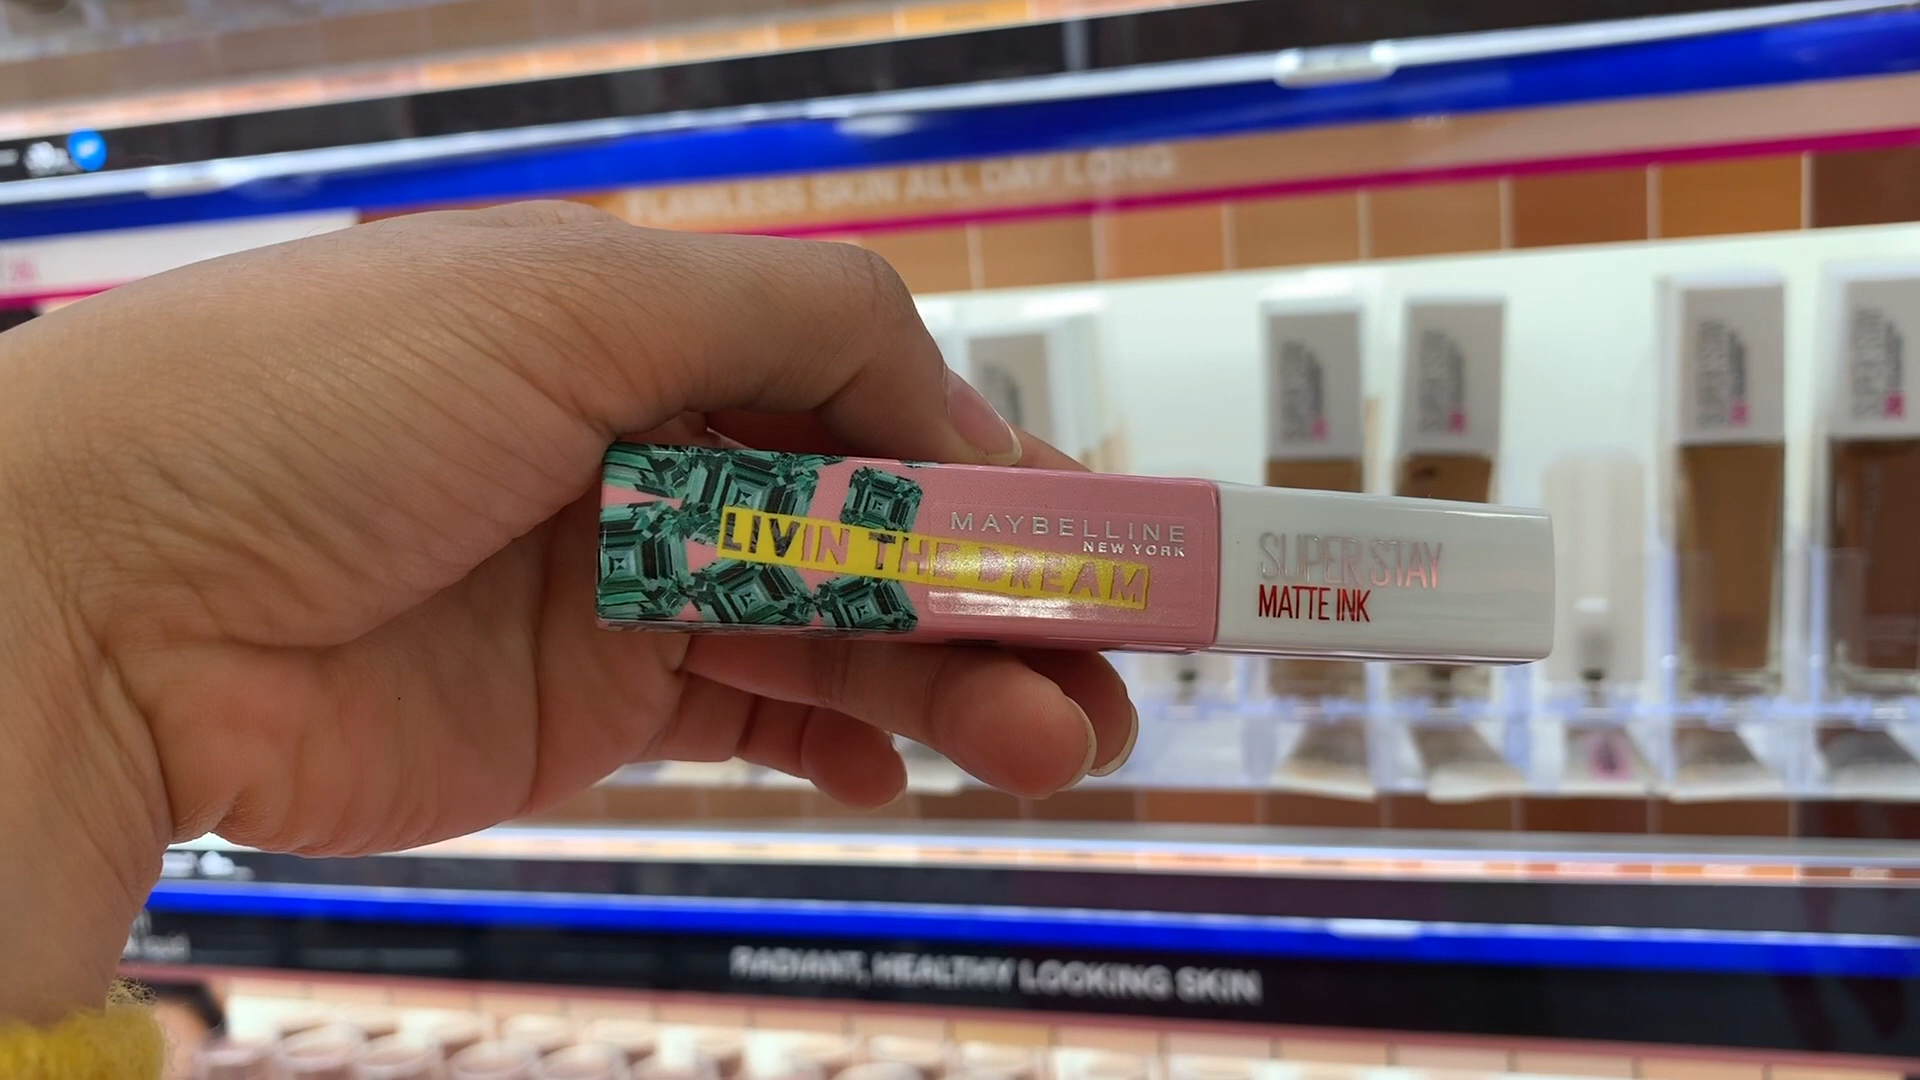 FLAWLESS SKIN ALL DAY LONG
MAYBELLINE
NEW YORK
LIVIN THE DREAM
SUPER STAY
MATTE INK
RADIANT, HEALTHY LOOKING SKIN